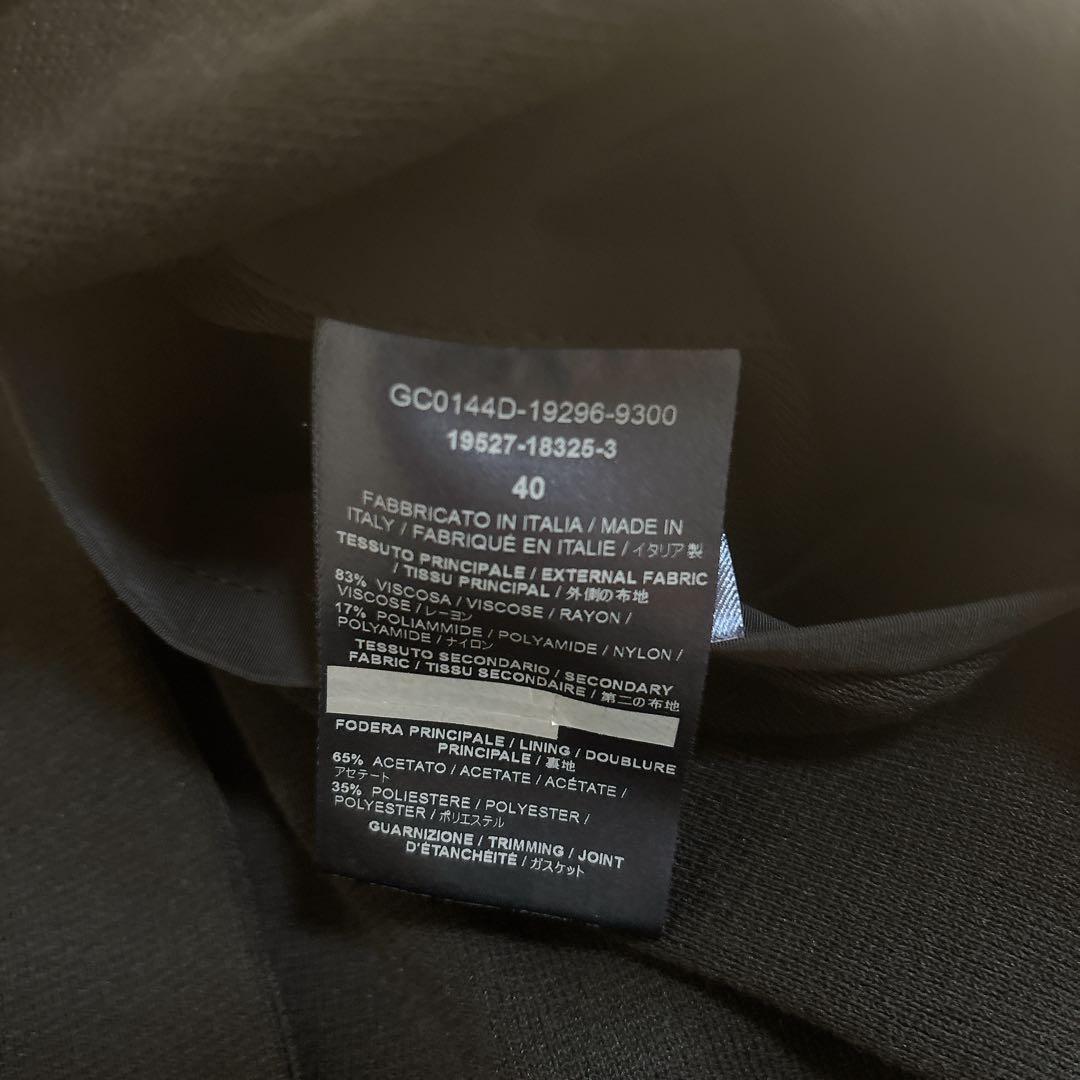 GC0144D-19296-9300
19527-18325-3
40
FABBRICATO IN ITALIA / MADE IN
ITALY / FABRIQUÉ EN ITALIE / イタリア製
TESSUTO PRINCIPALE / EXTERNAL FABRIC
/ TISSU PRINCIPAL / 外側の布地
83% VISCOSA / VISCOSE / RAYON /
VISCOSE / レーヨン
17% POLIAMMIDE / POLYAMIDE / NYLON /
POLYAMIDE / ナイロン
TESSUTO SECONDARIO / SECONDARY
FABRIC / TISSU SECONDAIRE / 第二の布地
FODERA PRINCIPALE / LINING / DOUBLURE
PRINCIPALE / 裏地
65% ACETATO / ACETATE / ACÉTATE /
アセテート
35% POLIESTERE / POLYESTER /
POLYESTER / ポリエステル
GUARNIZIONE / TRIMMING / JOINT
D'ÉTANCHÉITÉ / ガスケット